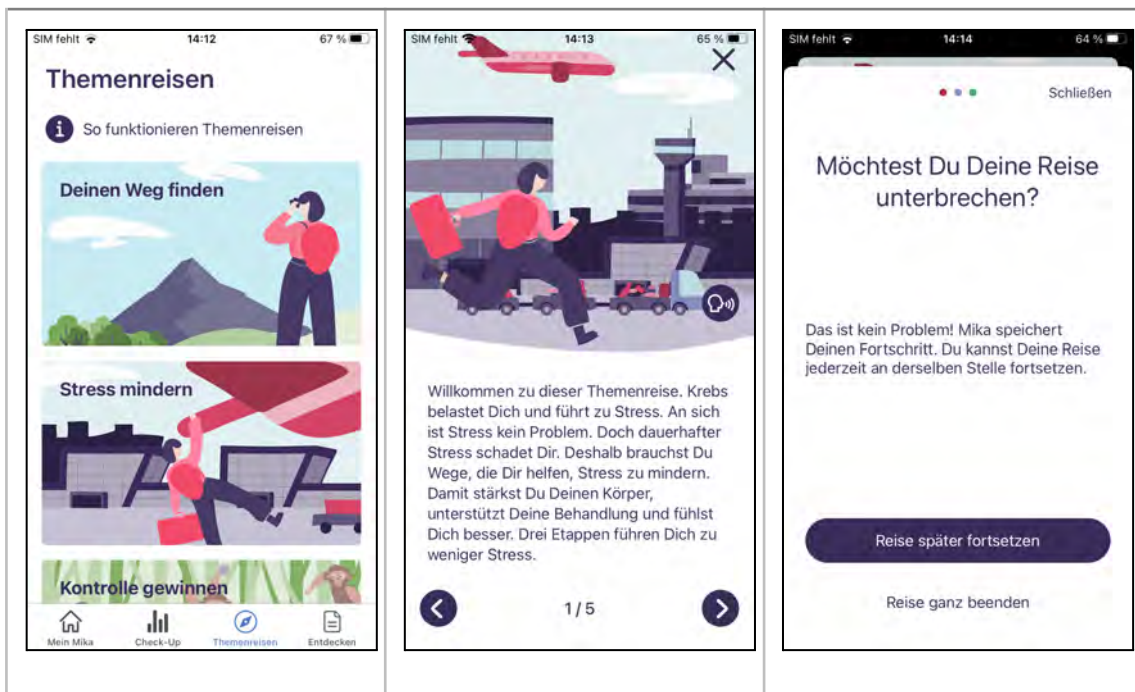 SIM fehlt 14:12 67 %
Themenreisen
i So funktionieren Themenreisen
Deinen Weg finden
Stress mindern
Kontrolle gewinnen
Mein Mika Check-Up Themenreisen Entdecken
SIM fehlt 14:13 65 %
Willkommen zu dieser Themenreise. Krebs
belastet Dich und führt zu Stress. An sich
ist Stress kein Problem. Doch dauerhafter
Stress schadet Dir. Deshalb brauchst Du
Wege, die Dir helfen, Stress zu mindern.
Damit stärkst Du Deinen Körper,
unterstützt Deine Behandlung und fühlst
Dich besser. Drei Etappen führen Dich zu
weniger Stress.
1 / 5
SIM fehlt 14:14 64 %
Schließen
Möchtest Du Deine Reise
unterbrechen?
Das ist kein Problem! Mika speichert
Deinen Fortschritt. Du kannst Deine Reise
jederzeit an derselben Stelle fortsetzen.
Reise später fortsetzen
Reise ganz beenden